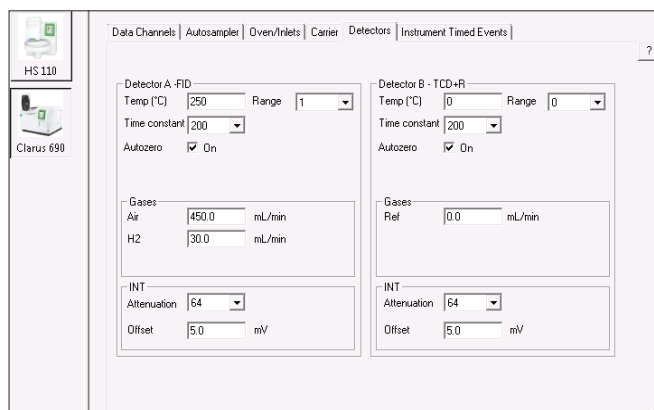 Data Channels Autosampler Oven/Inlets Carrier Detectors Instrument Timed Events
?
HS 110
Clarus 690
Detector A -FID
Temp (°C) 250 Range 1
Time constant 200
Autozero On
Gases
Air 450.0 mL/min
H2 30.0 mL/min
INT
Attenuation 64
Offset 5.0 mV
Detector B - TCD+R
Temp (°C) 0 Range 0
Time constant 200
Autozero On
Gases
Ref 0.0 mL/min
INT
Attenuation 64
Offset 5.0 mV